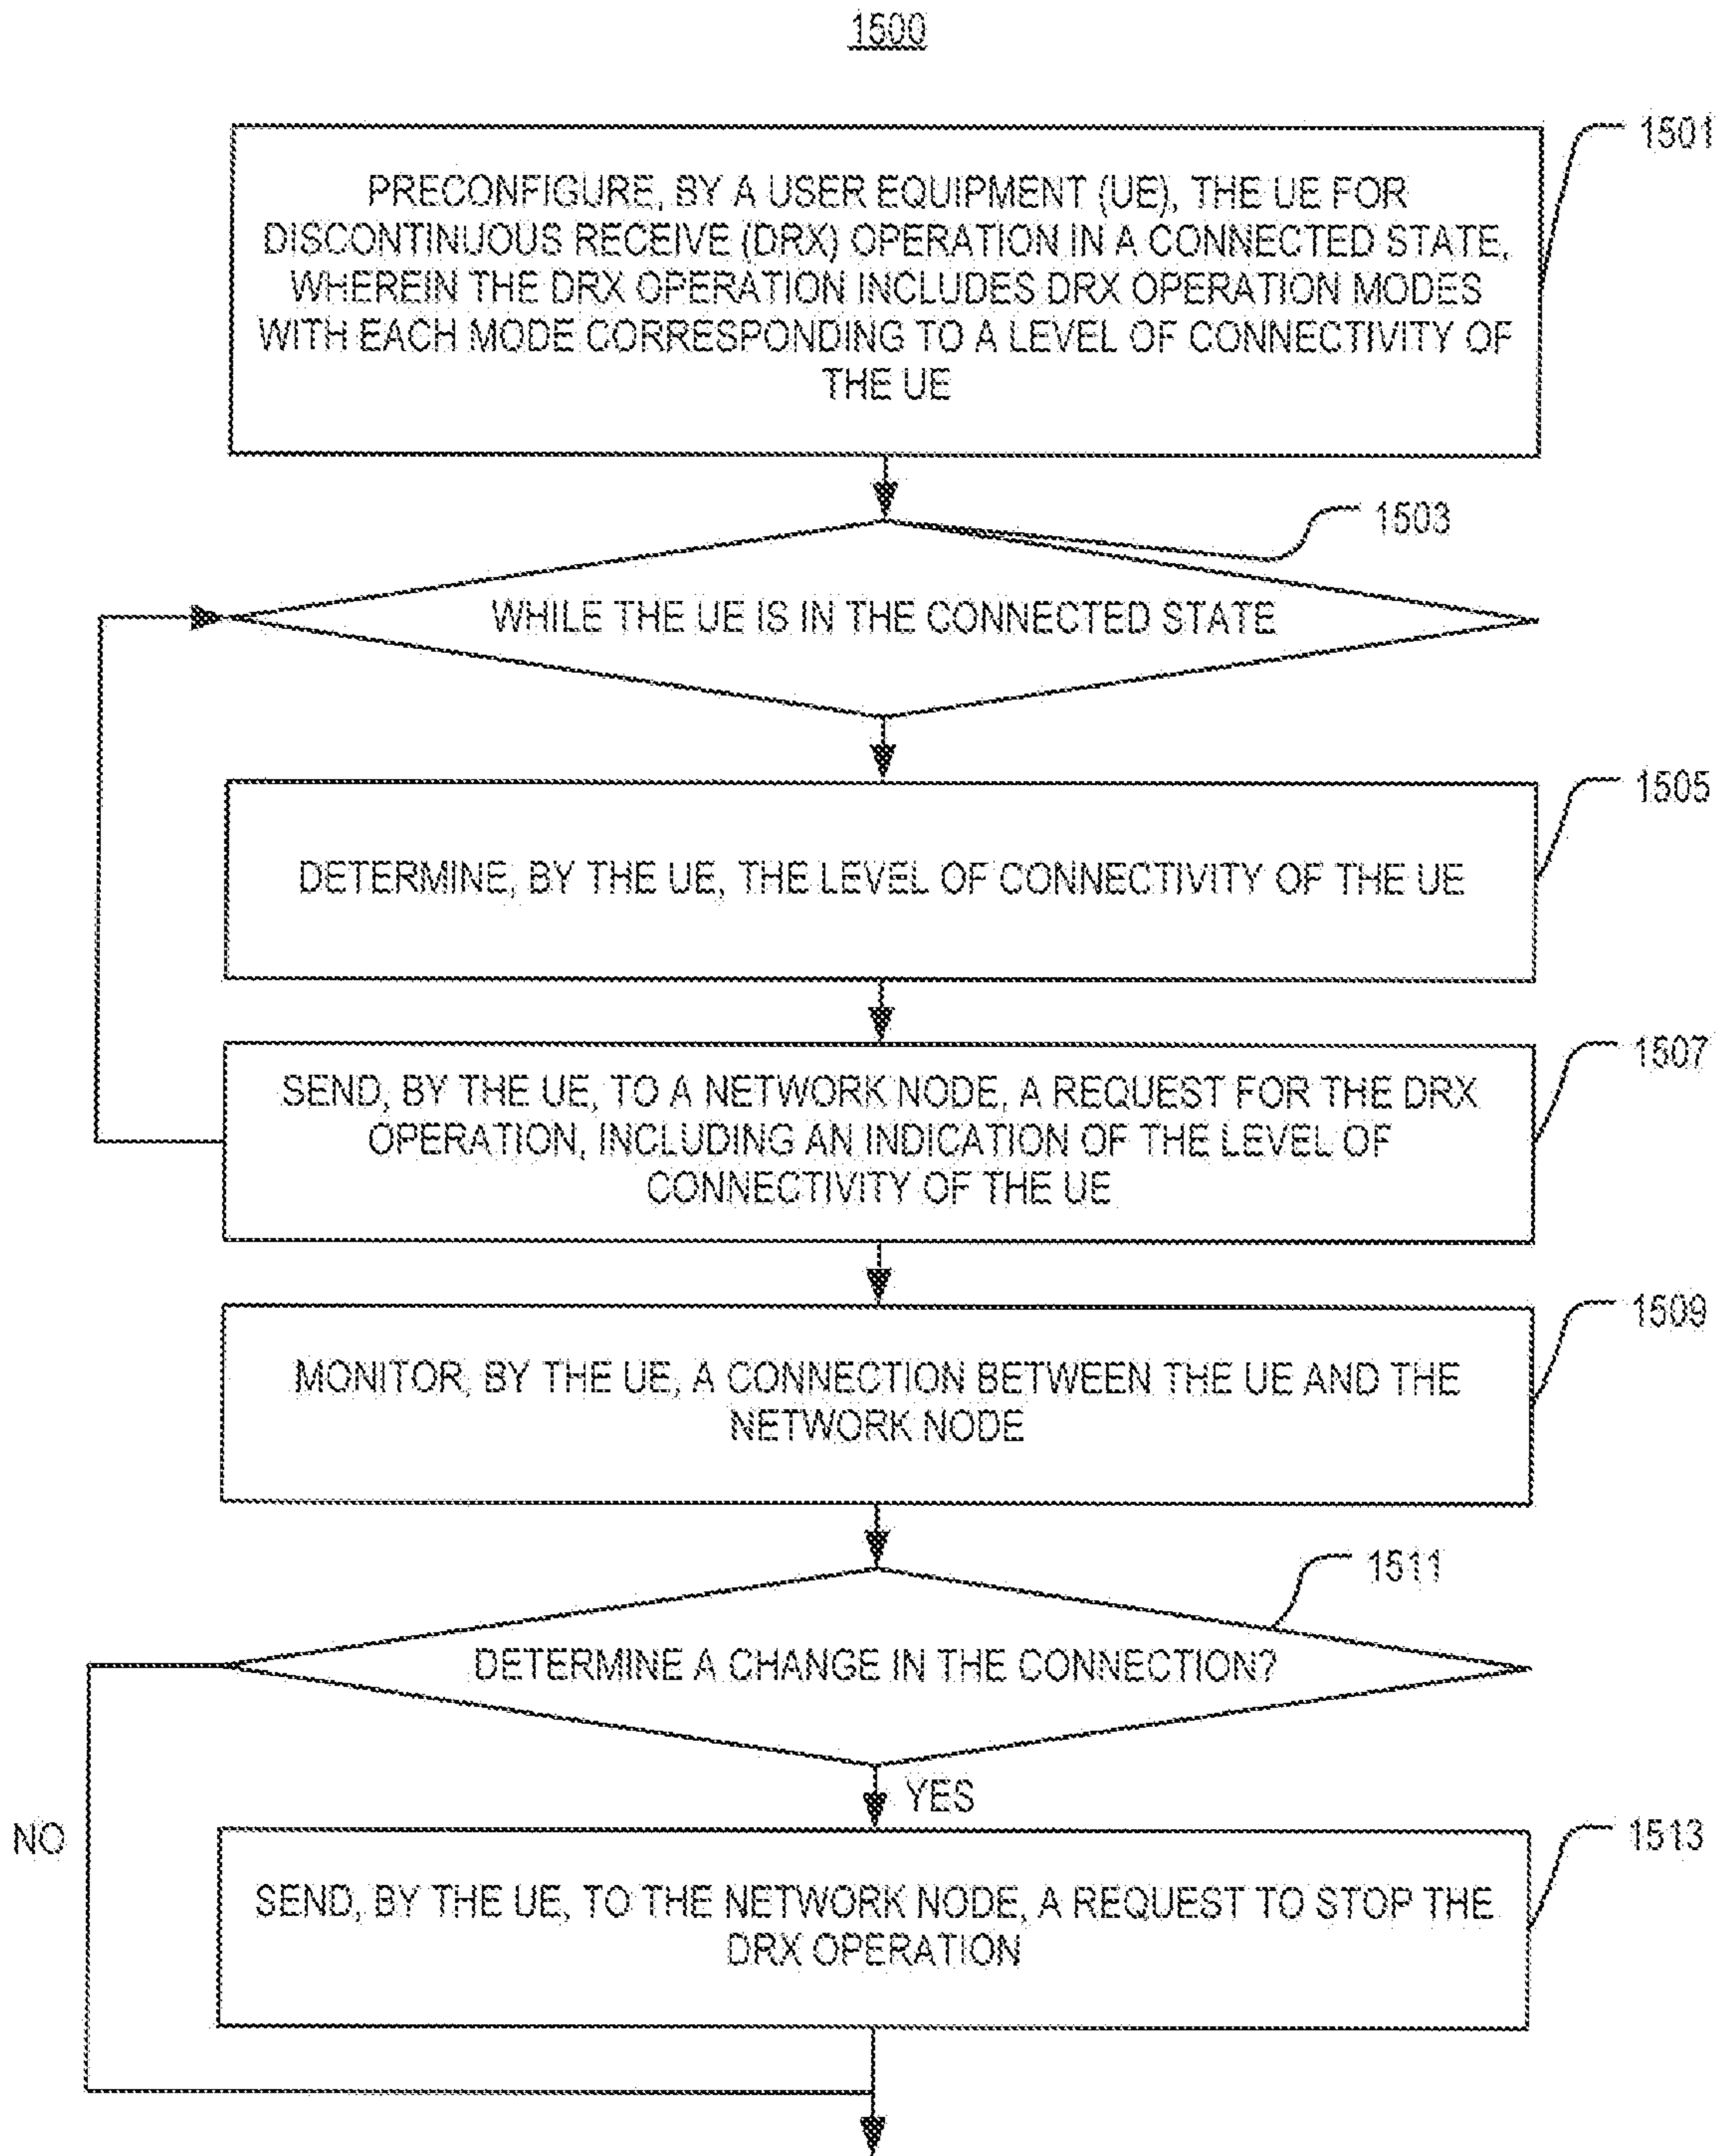 1500
1501
PRECONFIGURE, BY A USER EQUIPMENT (UE), THE UE FOR
DISCONTINUOUS RECEIVE (DRX) OPERATION IN A CONNECTED STATE,
WHEREIN THE DRX OPERATION INCLUDES DRX OPERATION MODES
WITH EACH MODE CORRESPONDING TO A LEVEL OF CONNECTIVITY OF
THE UE
1503
WHILE THE UE IS IN THE CONNECTED STATE
1505
DETERMINE, BY THE UE, THE LEVEL OF CONNECTIVITY OF THE UE
1507
SEND, BY THE UE, TO A NETWORK NODE, A REQUEST FOR THE DRX
OPERATION, INCLUDING AN INDICATION OF THE LEVEL OF
CONNECTIVITY OF THE UE
1509
MONITOR, BY THE UE, A CONNECTION BETWEEN THE UE AND THE
NETWORK NODE
1511
DETERMINE A CHANGE IN THE CONNECTION?
YES
NO
1513
SEND, BY THE UE, TO THE NETWORK NODE, A REQUEST TO STOP THE
DRX OPERATION